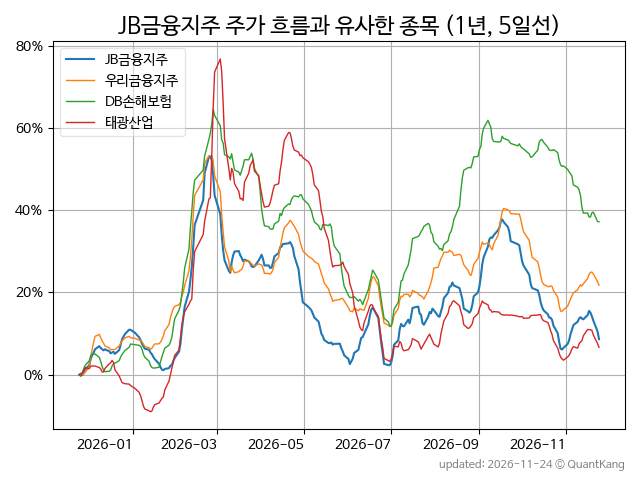 JB금융지주 주가 흐름과 유사한 종목 (1년, 5일선)
JB금융지주
우리금융지주
DB손해보험
태광산업
80%
60%
40%
20%
0%
2026-01 2026-03 2026-05 2026-07 2026-09 2026-11
updated: 2026-11-24 © QuantKang